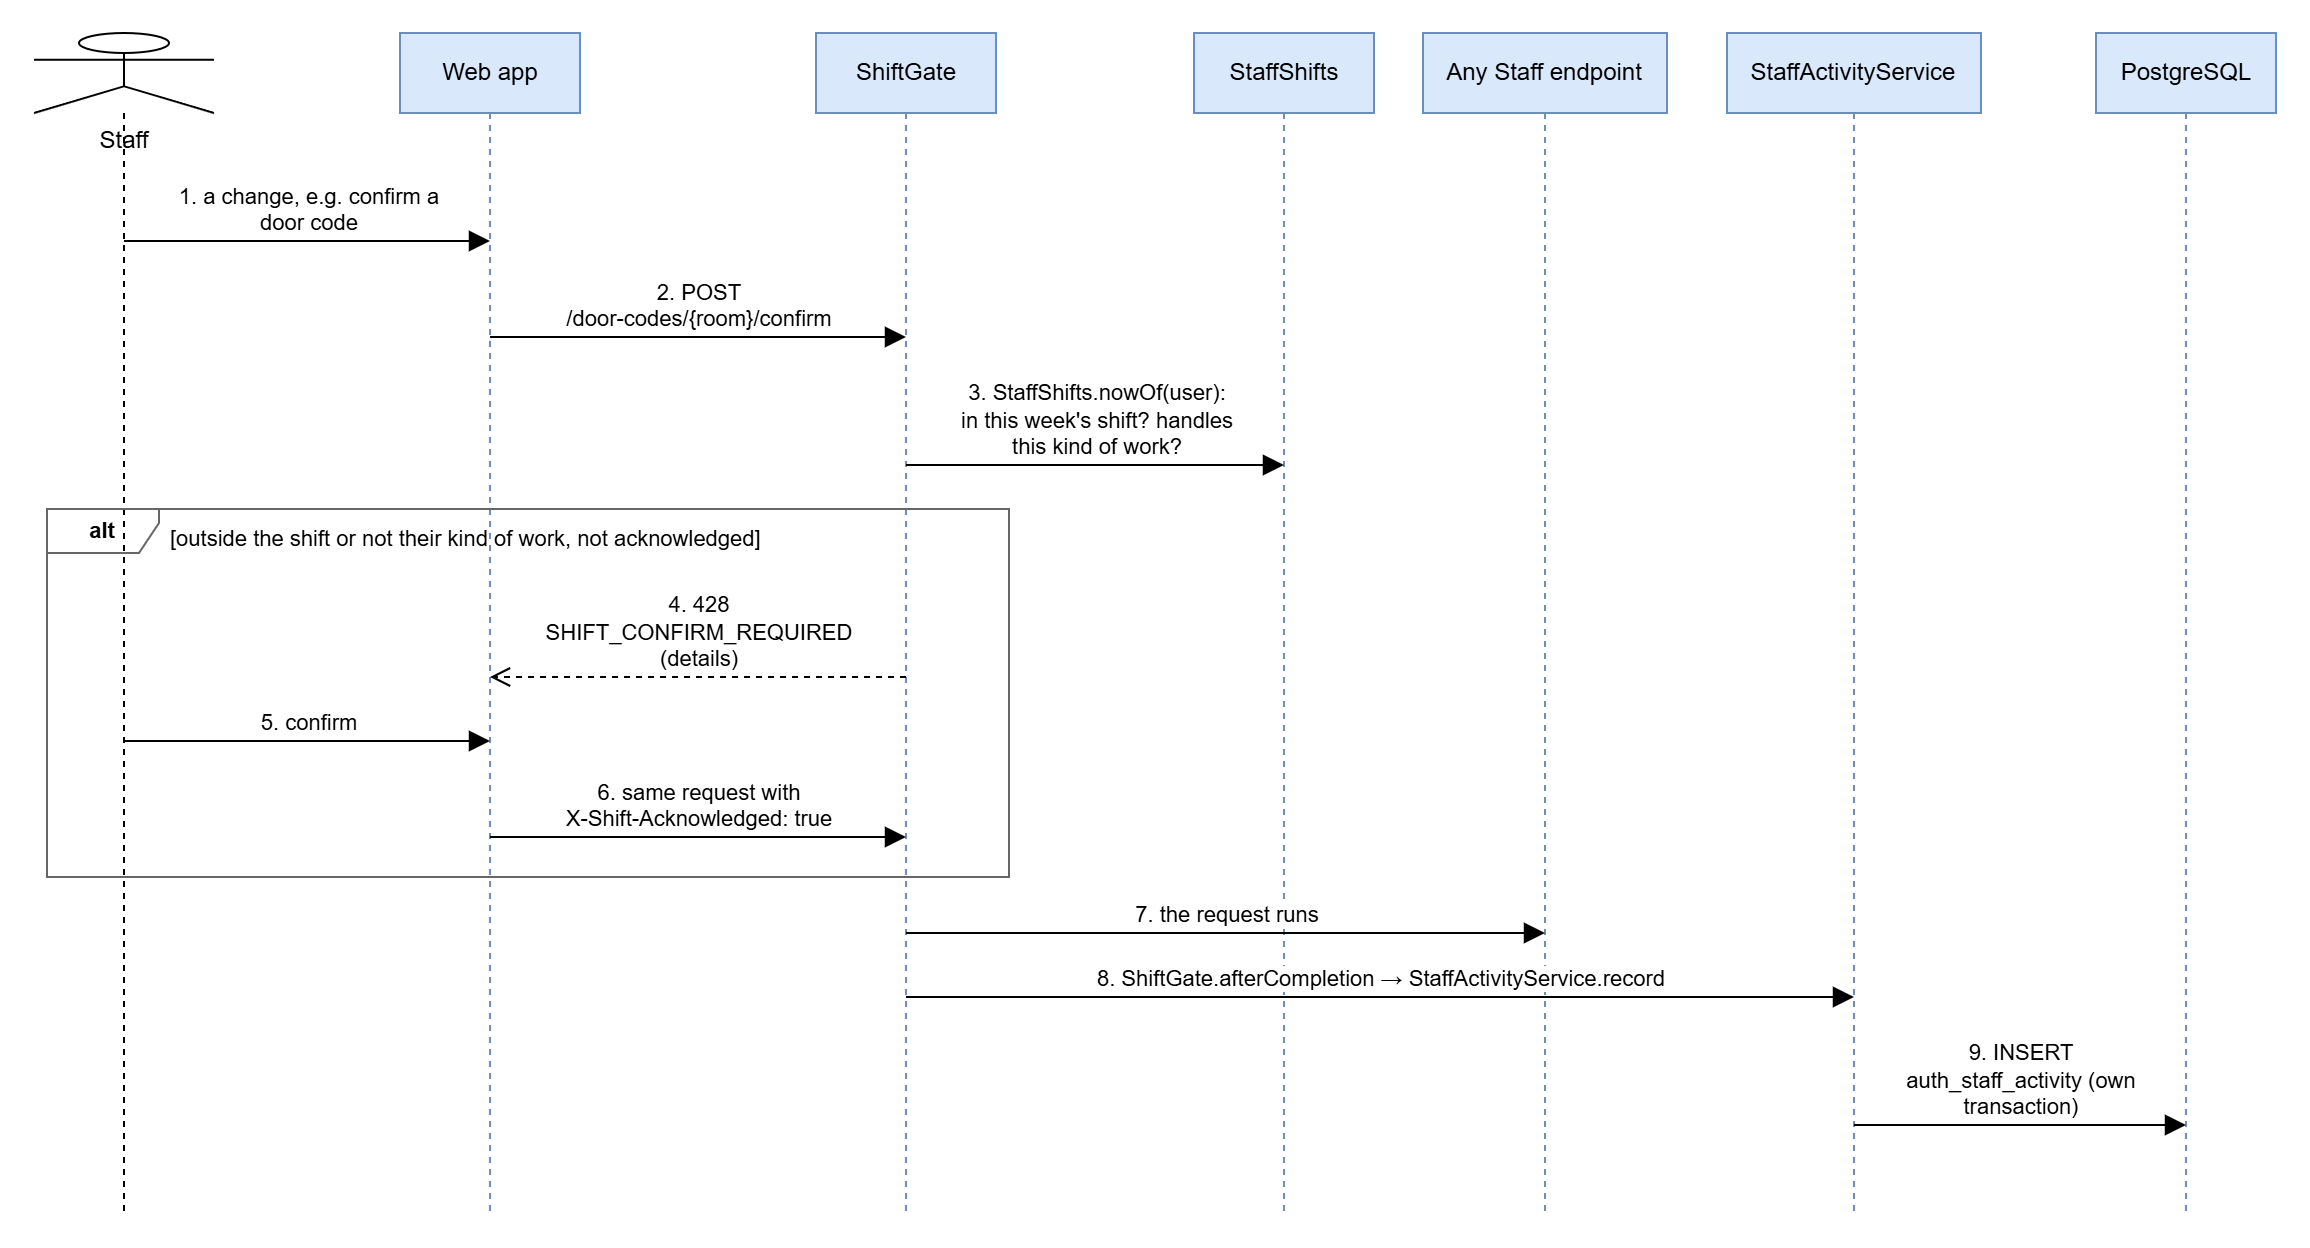 Staff
Web app
ShiftGate
StaffShifts
Any Staff endpoint
StaffActivityService
PostgreSQL
1. a change, e.g. confirm a
door code
2. POST
/door-codes/{room}/confirm
3. StaffShifts.nowOf(user):
in this week's shift? handles
this kind of work?
alt
[outside the shift or not their kind of work, not acknowledged]
4. 428
SHIFT_CONFIRM_REQUIRED
(details)
5. confirm
6. same request with
X-Shift-Acknowledged: true
7. the request runs
8. ShiftGate.afterCompletion → StaffActivityService.record
9. INSERT
auth_staff_activity (own
transaction)